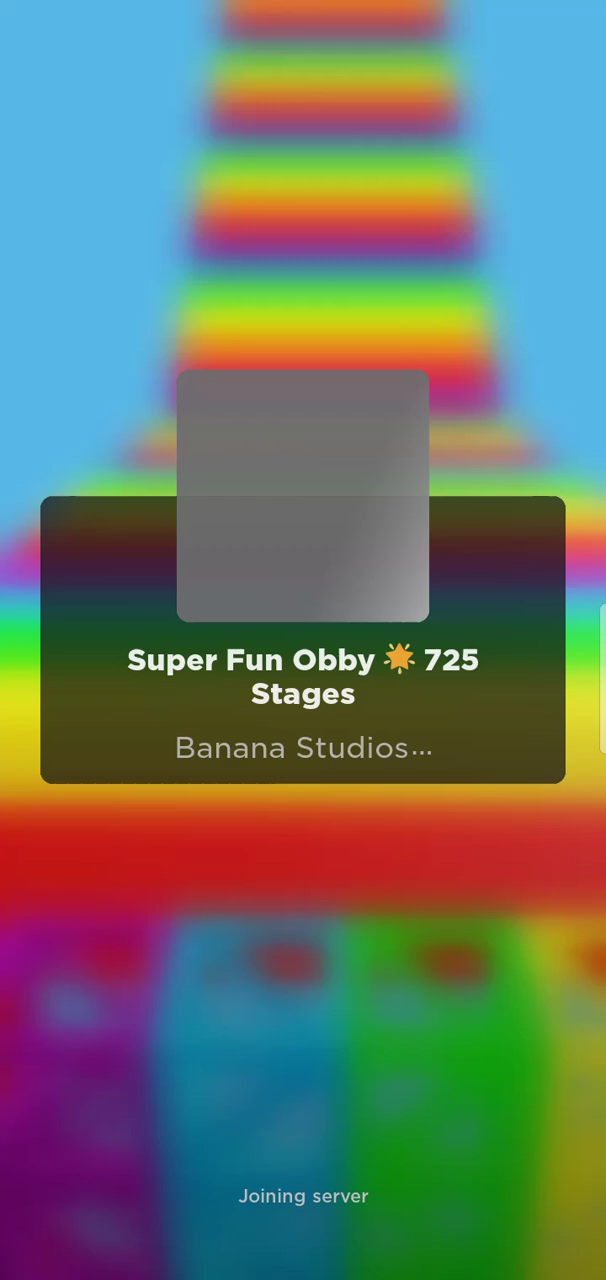 Super Fun Obby 🌟 725
Stages
Banana Studios...
Joining server